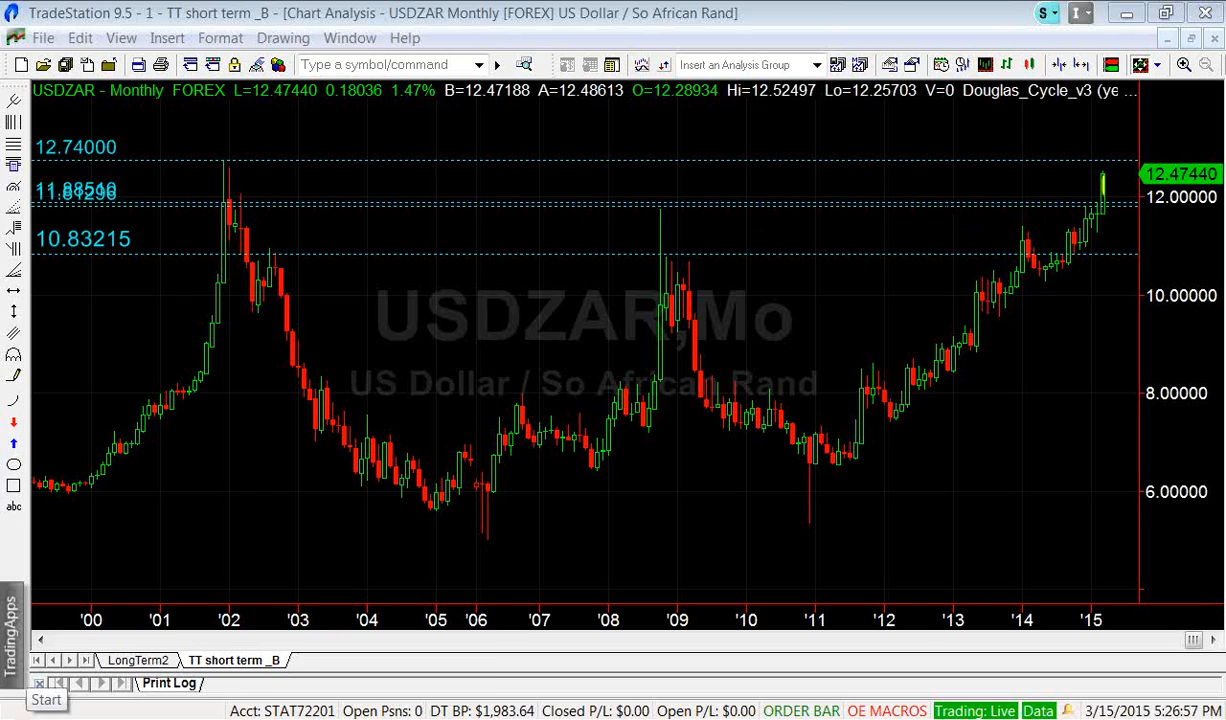 TradeStation 9.5 - 1 - TT short term _B - [Chart Analysis - USDZAR Monthly [FOREX] US Dollar / So African Rand]
S
I
File Edit View Insert Format Drawing Window Help
Type a symbol/command
Insert an Analysis Group
USDZAR - Monthly FOREX L=12.47440 0.18036 1.47% B=12.47188 A=12.48613 O=12.28934 Hi=12.52497 Lo=12.25703 V=0 Douglas_Cycle_v3 (ye ...
12.74000
12.47440
12.00000
10.83215
10.00000
USDZAR,Mo
US Dollar / So African Rand
8.00000
6.00000
abc
'00 '01 '02 '03 '04 '05 '06 '07 '08 '09 '10 '11 '12 '13 '14 '15
TradingApps
LongTerm2 TT short term _B
Print Log
Start
Acct: STAT72201 Open Psns: 0 DT BP: $1,983.64 Closed P/L: $0.00 Open P/L: $0.00 ORDER BAR OE MACROS Trading: Live Data 3/15/2015 5:26:57 PM